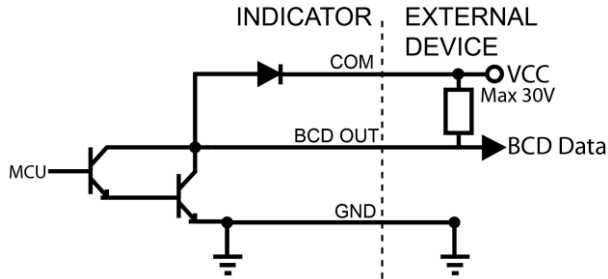 INDICATOR
EXTERNAL
DEVICE
COM
VCC
Max 30V
BCD OUT
BCD Data
MCU
GND